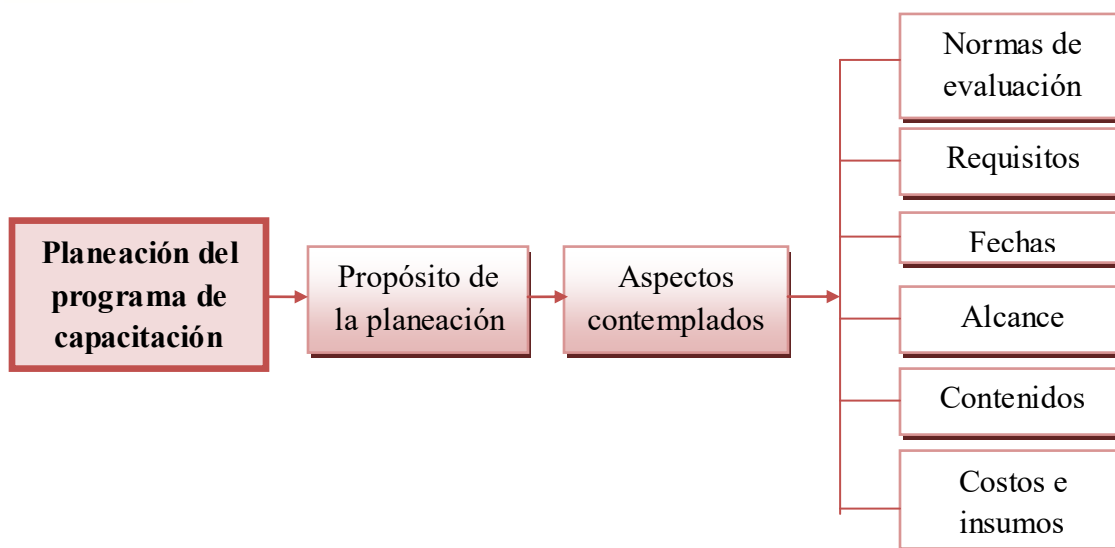 Planeación del
programa de
capacitación
Propósito de
la planeación
Aspectos
contemplados
Normas de
evaluación
Requisitos
Fechas
Alcance
Contenidos
Costos e
insumos